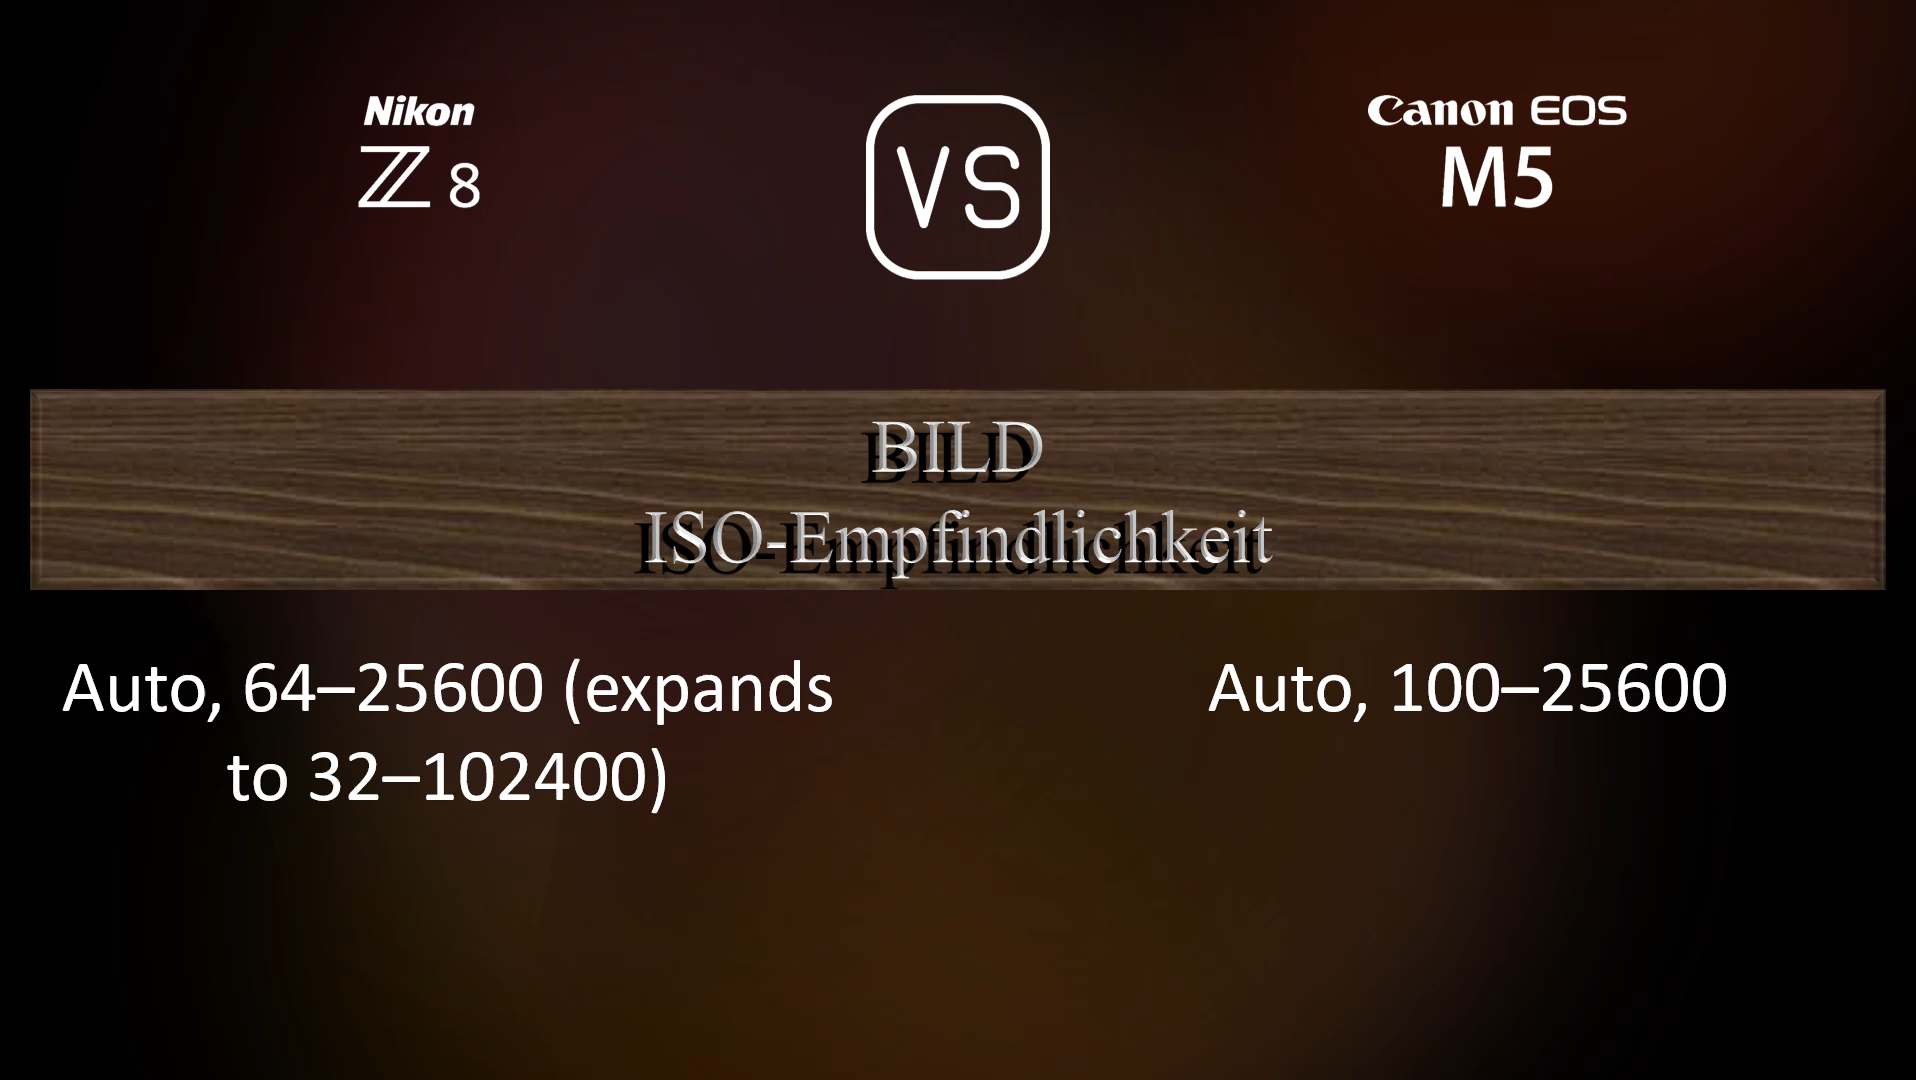 Nikon
Z 8
VS
Canon EOS
M5
BILD
ISO-Empfindlichkeit
Auto, 64–25600 (expands
to 32–102400)
Auto, 100–25600